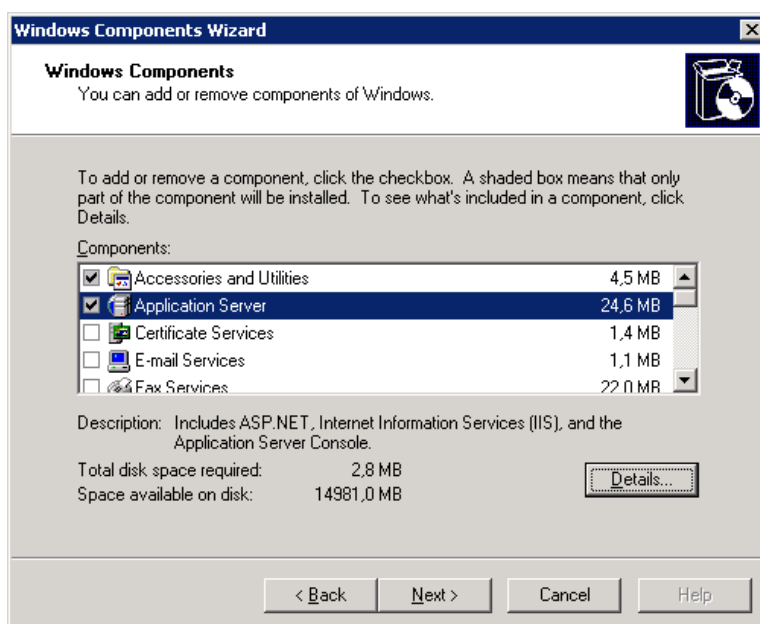 Windows Components Wizard
Windows Components
You can add or remove components of Windows.
To add or remove a component, click the checkbox. A shaded box means that only
part of the component will be installed. To see what's included in a component, click
Details.
Components:
Accessories and Utilities 4,5 MB
Application Server 24,6 MB
Certificate Services 1,4 MB
E-mail Services 1,1 MB
Fax Services 22,0 MB
Description: Includes ASP.NET, Internet Information Services (IIS), and the
Application Server Console.
Total disk space required: 2,8 MB
Space available on disk: 14981,0 MB
Details...
< Back Next > Cancel Help